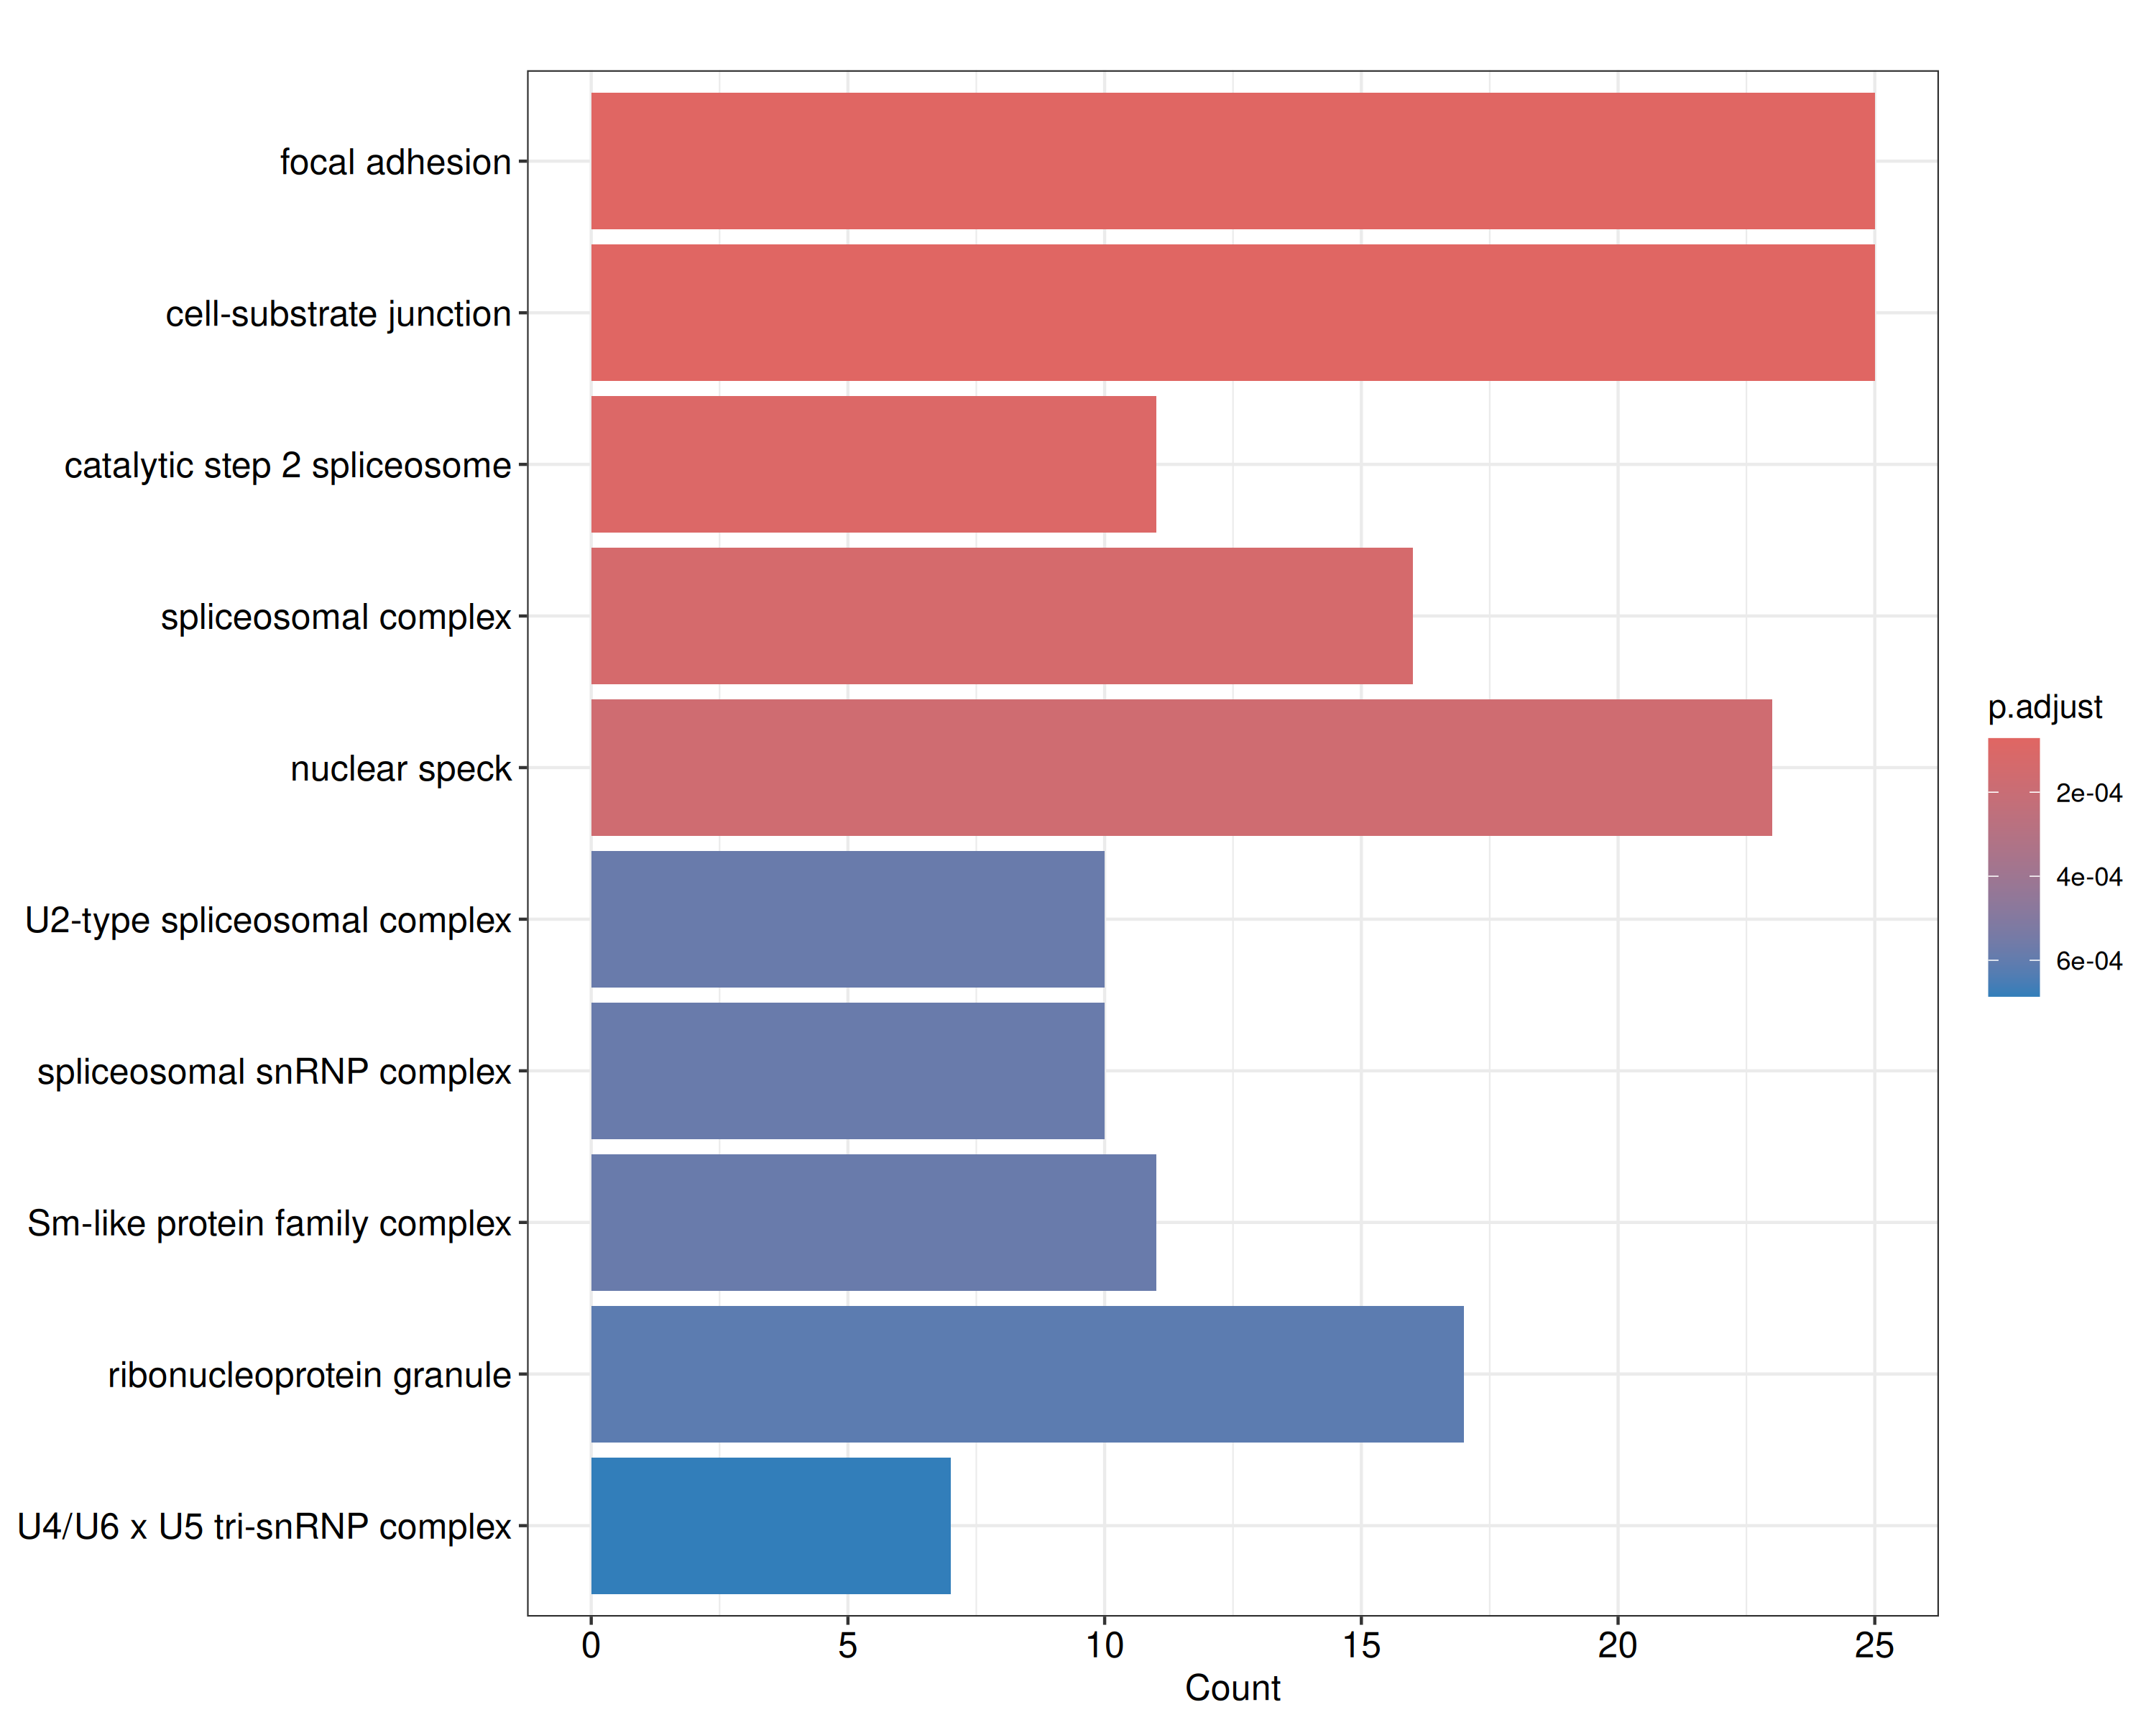 focal adhesion
cell-substrate junction
catalytic step 2 spliceosome
spliceosomal complex
nuclear speck
U2-type spliceosomal complex
spliceosomal snRNP complex
Sm-like protein family complex
ribonucleoprotein granule
U4/U6 x U5 tri-snRNP complex
0 5 10 15 20 25
Count
p.adjust
2e-04
4e-04
6e-04